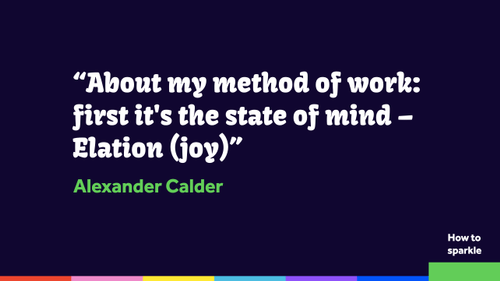 “About my method of work:
first it's the state of mind –
Elation (joy)”
Alexander Calder
How to
sparkle